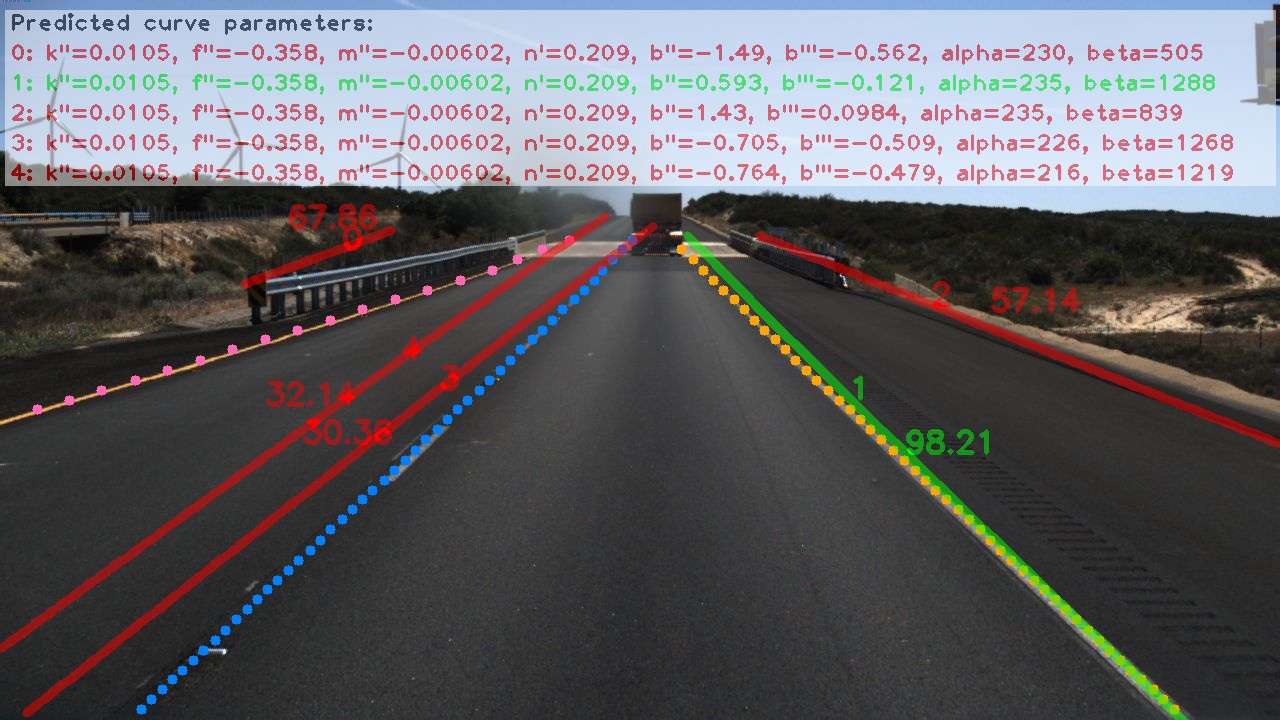 Predicted curve parameters:
0: k''=0.0105, f''=-0.358, m''=-0.00602, n'=0.209, b''=-1.49, b'''=-0.562, alpha=230, beta=505
1: k''=0.0105, f''=-0.358, m''=-0.00602, n'=0.209, b''=0.593, b'''=-0.121, alpha=235, beta=1288
2: k''=0.0105, f''=-0.358, m''=-0.00602, n'=0.209, b''=1.43, b'''=0.0984, alpha=235, beta=839
3: k''=0.0105, f''=-0.358, m''=-0.00602, n'=0.209, b''=-0.705, b'''=-0.509, alpha=226, beta=1268
4: k''=0.0105, f''=-0.358, m''=-0.00602, n'=0.209, b''=-0.764, b'''=-0.479, alpha=216, beta=1219
67.86
0
2 57.14
4
3
1
32.14
30.36
98.21